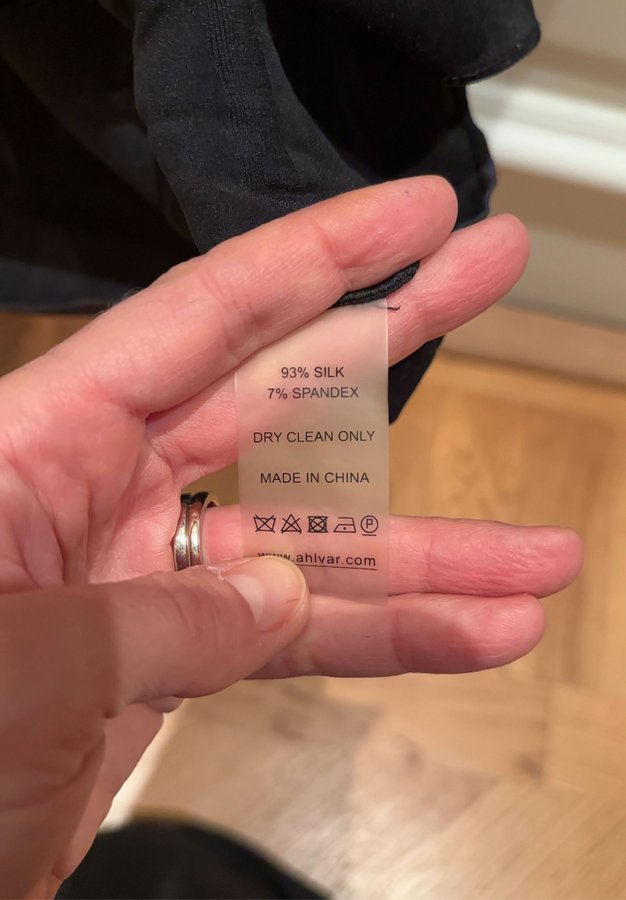 93% SILK
7% SPANDEX
DRY CLEAN ONLY
MADE IN CHINA
P
www.ahlvar.com